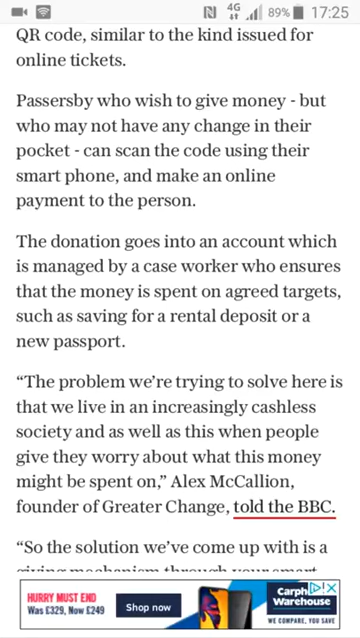 4G 89% 17:25
QR code, similar to the kind issued for
online tickets.
Passersby who wish to give money - but
who may not have any change in their
pocket - can scan the code using their
smart phone, and make an online
payment to the person.
The donation goes into an account which
is managed by a case worker who ensures
that the money is spent on agreed targets,
such as saving for a rental deposit or a
new passport.
“The problem we’re trying to solve here is
that we live in an increasingly cashless
society and as well as this when people
give they worry about what this money
might be spent on,” Alex McCallion,
founder of Greater Change, told the BBC.
“So the solution we’ve come up with is a
giving mechanism through your smart
HURRY MUST END
Was £329, Now £249
Shop now
Carph
Warehouse
WE COMPARE, YOU SAVE